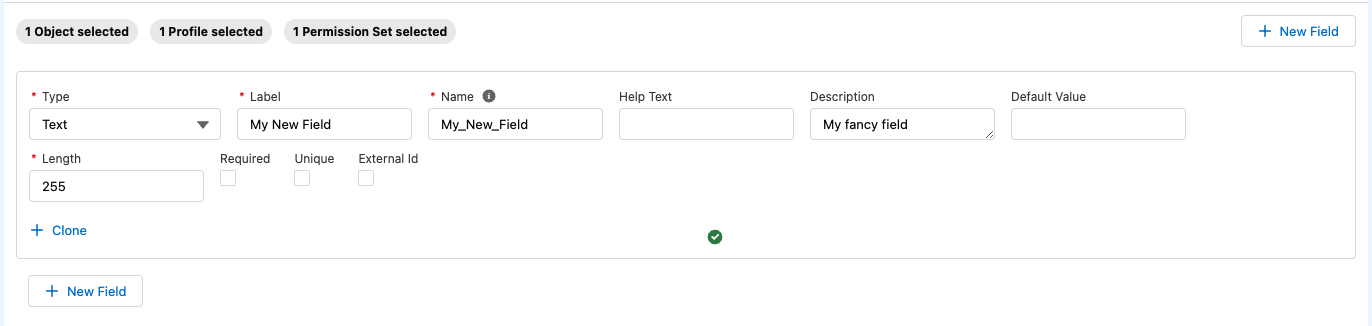 1 Object selected 1 Profile selected 1 Permission Set selected + New Field
* Type * Label * Name i Help Text Description Default Value
Text My New Field My_New_Field My fancy field
* Length Required Unique External Id
255
+ Clone
+ New Field